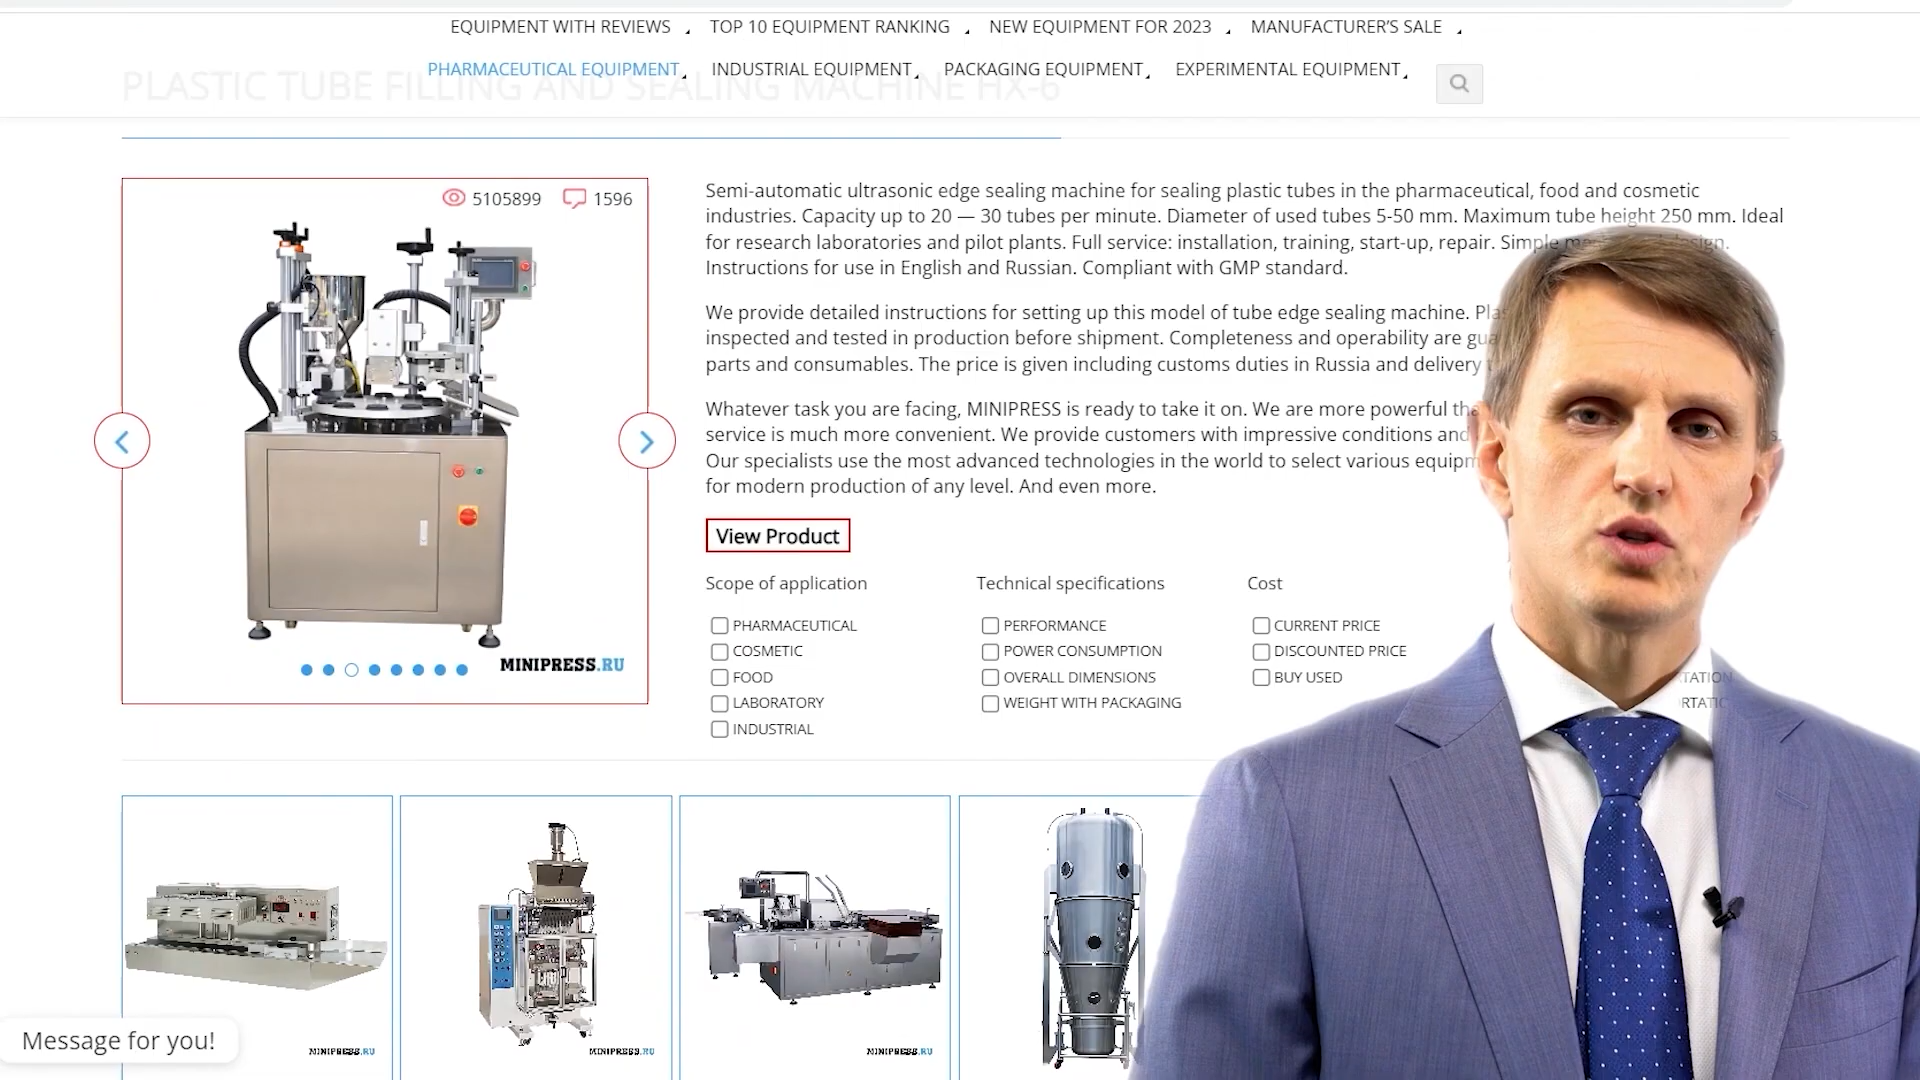 EQUIPMENT WITH REVIEWS
TOP 10 EQUIPMENT RANKING
NEW EQUIPMENT FOR 2023
MANUFACTURER’S SALE
PHARMACEUTICAL EQUIPMENT
INDUSTRIAL EQUIPMENT
PACKAGING EQUIPMENT
EXPERIMENTAL EQUIPMENT
PLASTIC TUBE FILLING AND SEALING MACHINE HX-6
5105899
1596
MINIPRESS.RU
Semi-automatic ultrasonic edge sealing machine for sealing plastic tubes in the pharmaceutical, food and cosmetic
industries. Capacity up to 20 — 30 tubes per minute. Diameter of used tubes 5-50 mm. Maximum tube height 250 mm. Ideal
for research laboratories and pilot plants. Full service: installation, training, start-up, repair. Simple
Instructions for use in English and Russian. Compliant with GMP standard.
We provide detailed instructions for setting up this model of tube edge sealing machine.
inspected and tested in production before shipment. Completeness and operability are
parts and consumables. The price is given including customs duties in Russia and delivery
Whatever task you are facing, MINIPRESS is ready to take it on. We are more powerful
service is much more convenient. We provide customers with impressive conditions and
Our specialists use the most advanced technologies in the world to select various
for modern production of any level. And even more.
View Product
Scope of application
PHARMACEUTICAL
COSMETIC
FOOD
LABORATORY
INDUSTRIAL
Technical specifications
PERFORMANCE
POWER CONSUMPTION
OVERALL DIMENSIONS
WEIGHT WITH PACKAGING
Cost
CURRENT PRICE
DISCOUNTED PRICE
BUY USED
Message for you!
MINIPRESS.RU
MINIPRESS.RU
MINIPRESS.RU